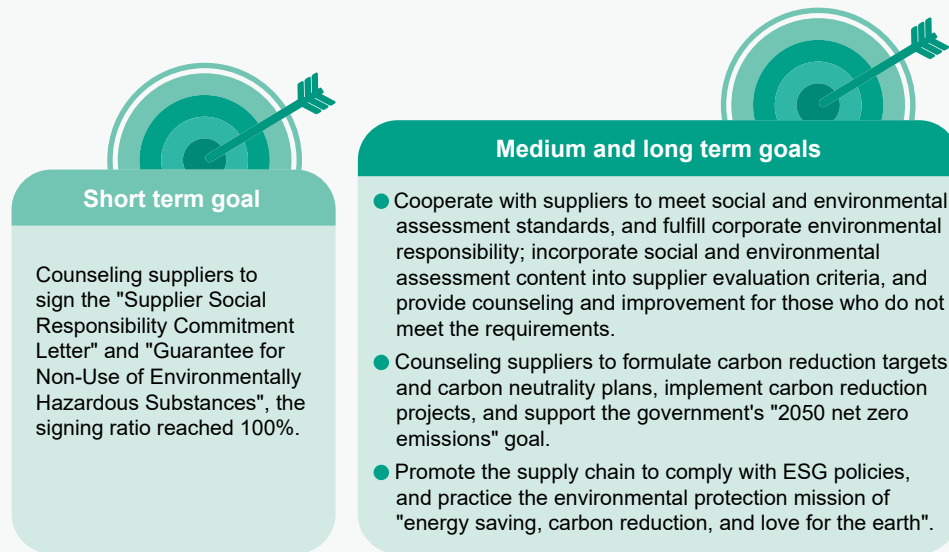 Short term goal
Counseling suppliers to
sign the "Supplier Social
Responsibility Commitment
Letter" and "Guarantee for
Non-Use of Environmentally
Hazardous Substances", the
signing ratio reached 100%.
Medium and long term goals
Cooperate with suppliers to meet social and environmental
assessment standards, and fulfill corporate environmental
responsibility; incorporate social and environmental
assessment content into supplier evaluation criteria, and
provide counseling and improvement for those who do not
meet the requirements.
Counseling suppliers to formulate carbon reduction targets
and carbon neutrality plans, implement carbon reduction
projects, and support the government's "2050 net zero
emissions" goal.
Promote the supply chain to comply with ESG policies,
and practice the environmental protection mission of
"energy saving, carbon reduction, and love for the earth".